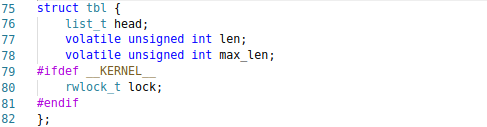 75 struct tbl {
76     list_t head;
77     volatile unsigned int len;
78     volatile unsigned int max_len;
79 #ifdef __KERNEL__
80     rwlock_t lock;
81 #endif
82 };